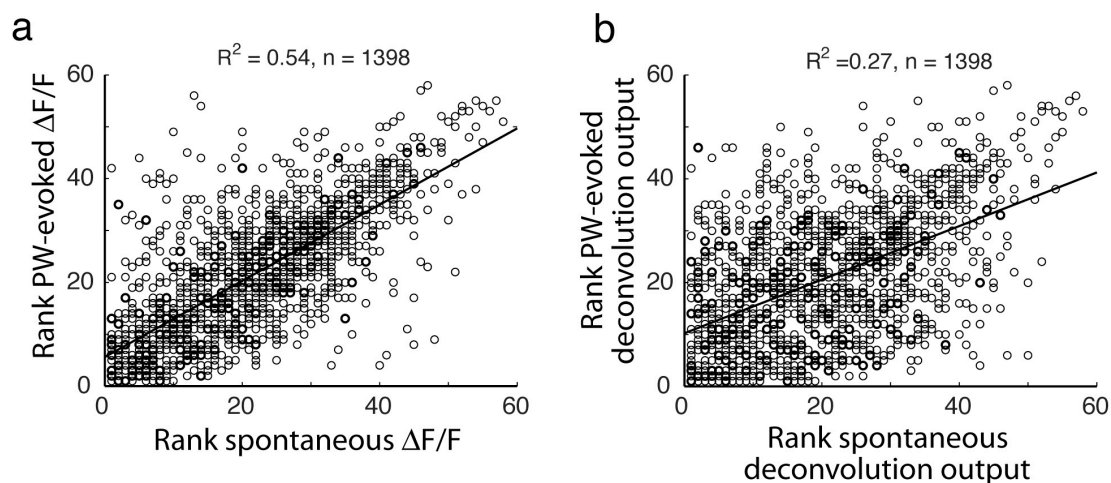 a
R² = 0.54, n = 1398
60
40
20
0
Rank PW-evoked ΔF/F
0
20
40
60
Rank spontaneous ΔF/F
b
R² =0.27, n = 1398
60
40
20
0
Rank PW-evoked
deconvolution output
0
20
40
60
Rank spontaneous
deconvolution output